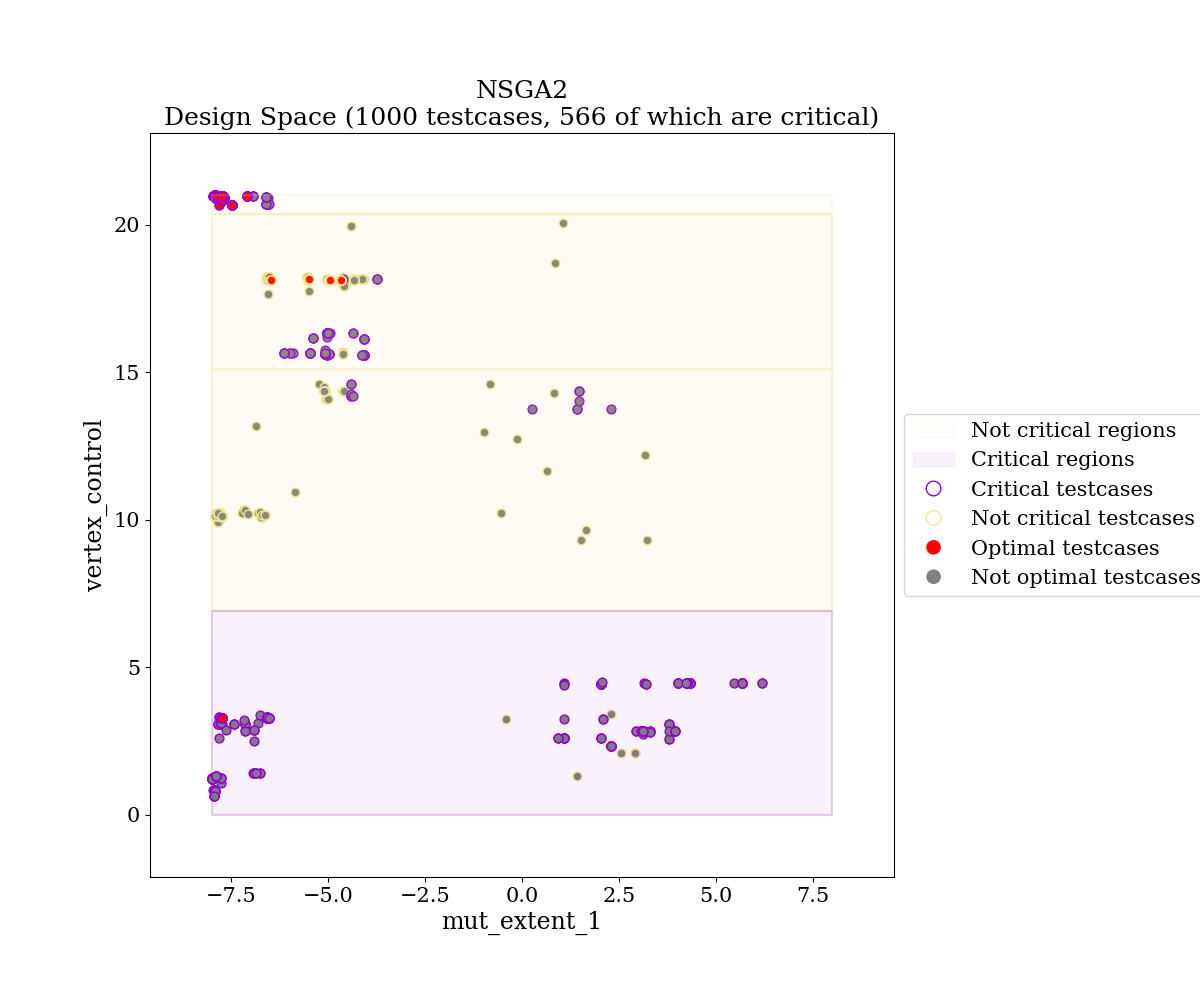 NSGA2
Design Space (1000 testcases, 566 of which are critical)
20
15
10
5
0
vertex_control
−7.5
−5.0
−2.5
0.0
2.5
5.0
7.5
mut_extent_1
Not critical regions
Critical regions
Critical testcases
Not critical testcases
Optimal testcases
Not optimal testcases